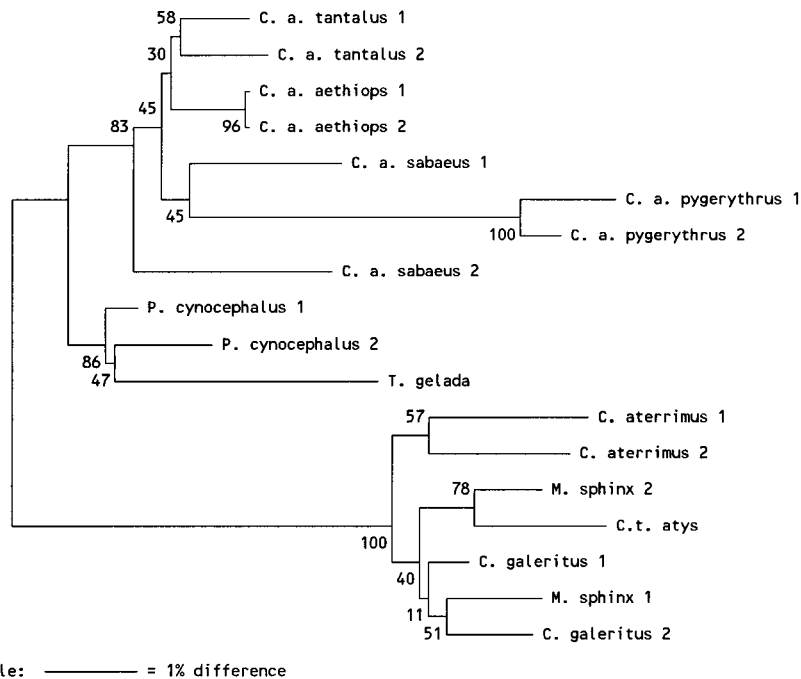 58 C. a. tantalus 1
30 C. a. tantalus 2
C. a. aethiops 1
45
83 96 C. a. aethiops 2
C. a. sabaeus 1
C. a. pygerythrus 1
45
100 C. a. pygerythrus 2
C. a. sabaeus 2
P. cynocephalus 1
P. cynocephalus 2
86
47 T. gelada
57 C. aterrimus 1
C. aterrimus 2
78 M. sphinx 2
C.t. atys
100
C. galeritus 1
40
M. sphinx 1
11
51 C. galeritus 2
le: = 1% difference